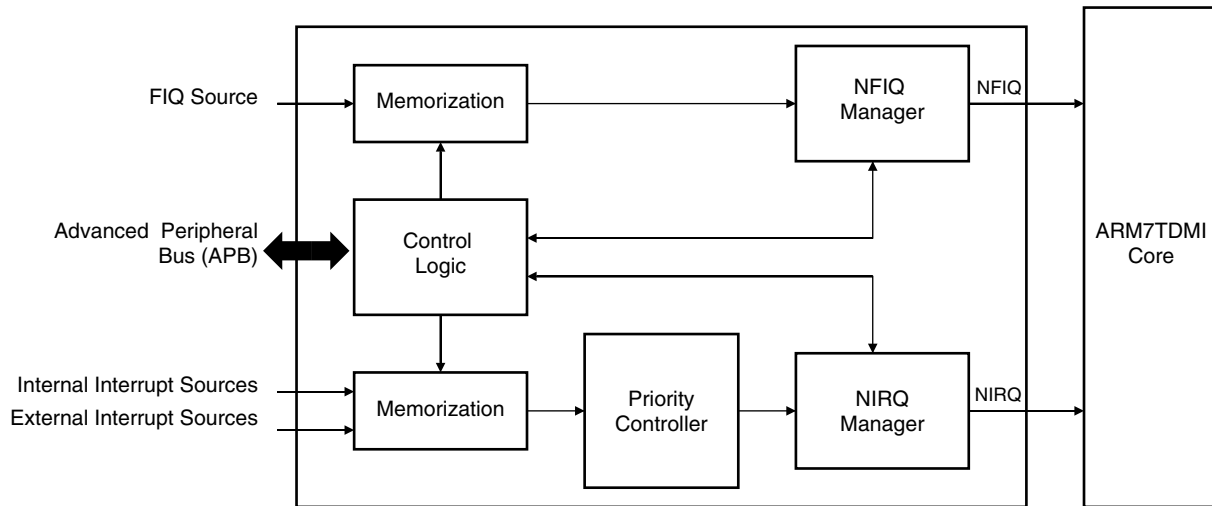 FIQ Source
Memorization
NFIQ
Manager
NFIQ
Advanced Peripheral
Bus (APB)
Control
Logic
ARM7TDMI
Core
Internal Interrupt Sources
External Interrupt Sources
Memorization
Priority
Controller
NIRQ
Manager
NIRQ